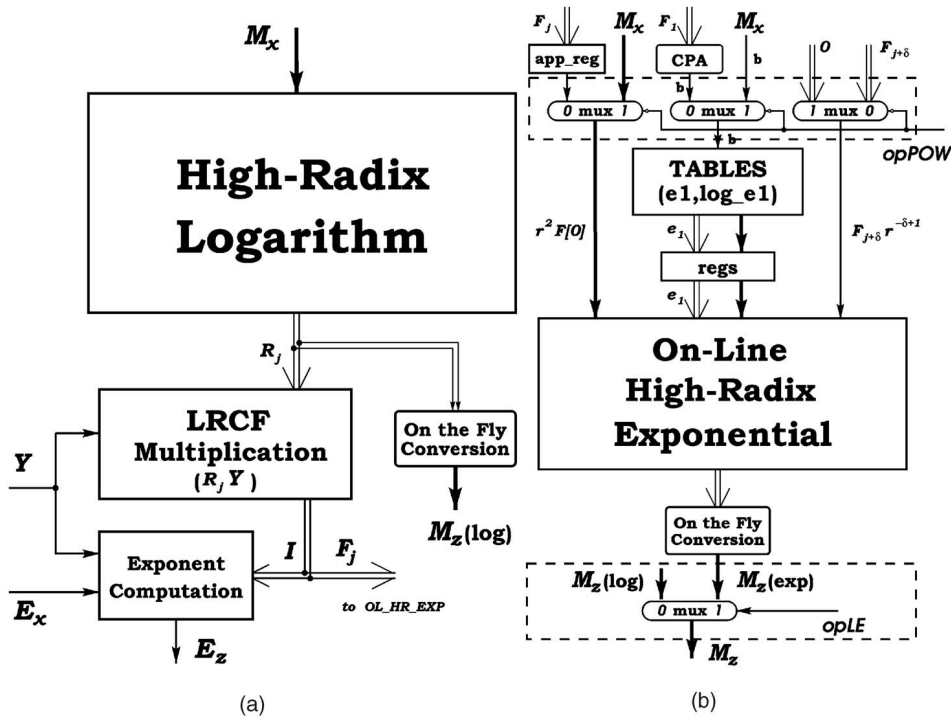 M_x
High-Radix
Logarithm
R_j
LRCF
Multiplication
(R_j Y)
On the Fly
Conversion
Y
M_z(log)
I
F_j
Exponent
Computation
E_x
to OL_HR_EXP
E_z
(a)
F_j
M_x
F_1
M_x
0
F_{j+δ}
app_reg
CPA
b
b
0 mux 1
0 mux 1
1 mux 0
b
opPOW
TABLES
(e1,log_e1)
r^2 F[0]
e_1
F_{j+δ} r^{-δ+1}
regs
e_1
On-Line
High-Radix
Exponential
On the Fly
Conversion
M_z(log)
M_z(exp)
0 mux 1
opLE
M_z
(b)